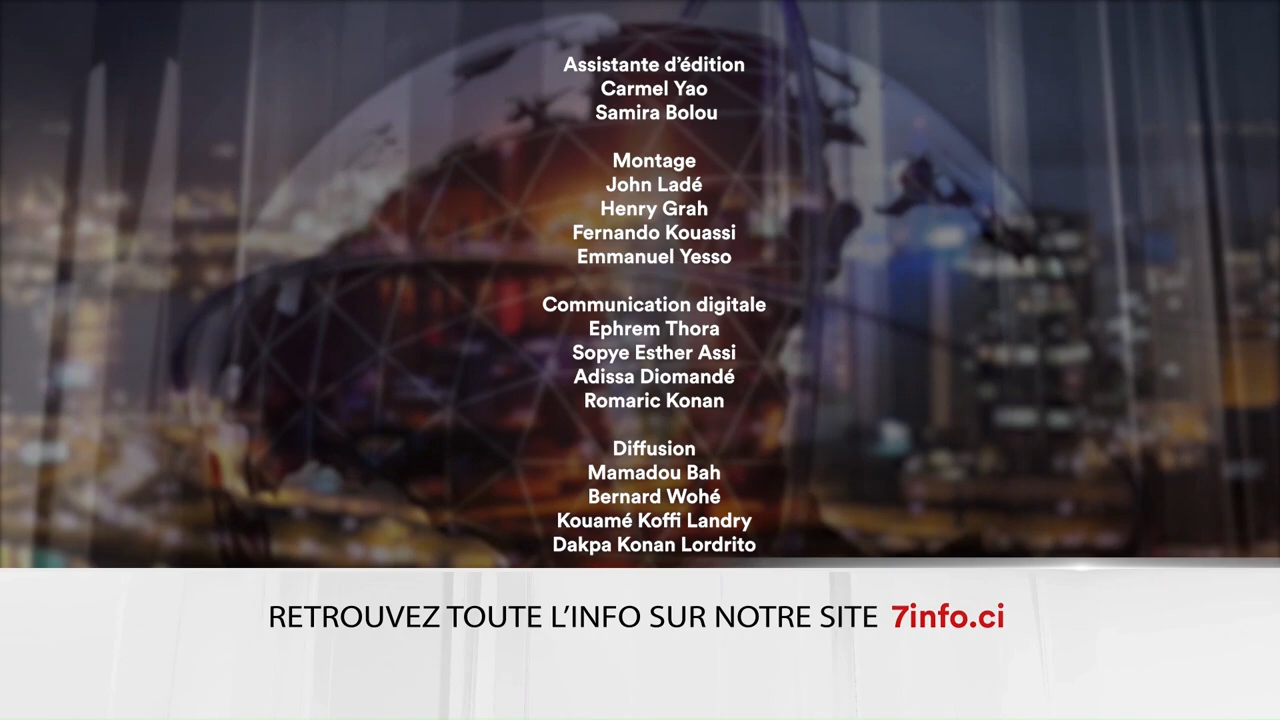 Assistante d’édition
Carmel Yao
Samira Bolou
Montage
John Ladé
Henry Grah
Fernando Kouassi
Emmanuel Yesso
Communication digitale
Ephrem Thora
Sopye Esther Assi
Adissa Diomandé
Romaric Konan
Diffusion
Mamadou Bah
Bernard Wohé
Kouamé Koffi Landry
Dakpa Konan Lordrito
RETROUVEZ TOUTE L’INFO SUR NOTRE SITE 7info.ci